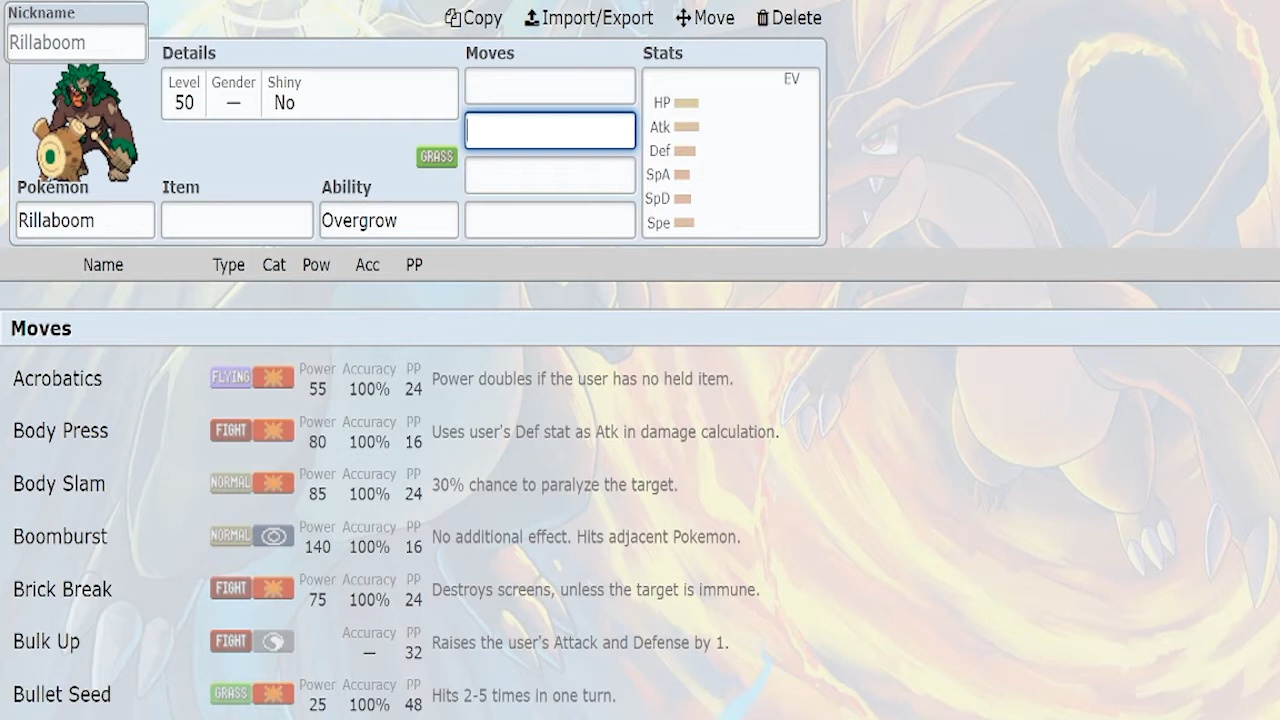 Nickname
Rillaboom
Copy Import/Export Move Delete
Details Moves Stats
Level Gender Shiny
50 — No
EV
HP
Atk
Def
SpA
SpD
Spe
GRASS
Pokémon Item Ability
Rillaboom Overgrow
Name Type Cat Pow Acc PP
Moves
Acrobatics FLYING Power 55 Accuracy 100% PP 24 Power doubles if the user has no held item.
Body Press FIGHT Power 80 Accuracy 100% PP 16 Uses user's Def stat as Atk in damage calculation.
Body Slam NORMAL Power 85 Accuracy 100% PP 24 30% chance to paralyze the target.
Boomburst NORMAL Power 140 Accuracy 100% PP 16 No additional effect. Hits adjacent Pokemon.
Brick Break FIGHT Power 75 Accuracy 100% PP 24 Destroys screens, unless the target is immune.
Bulk Up FIGHT Accuracy — PP 32 Raises the user's Attack and Defense by 1.
Bullet Seed GRASS Power 25 Accuracy 100% PP 48 Hits 2-5 times in one turn.